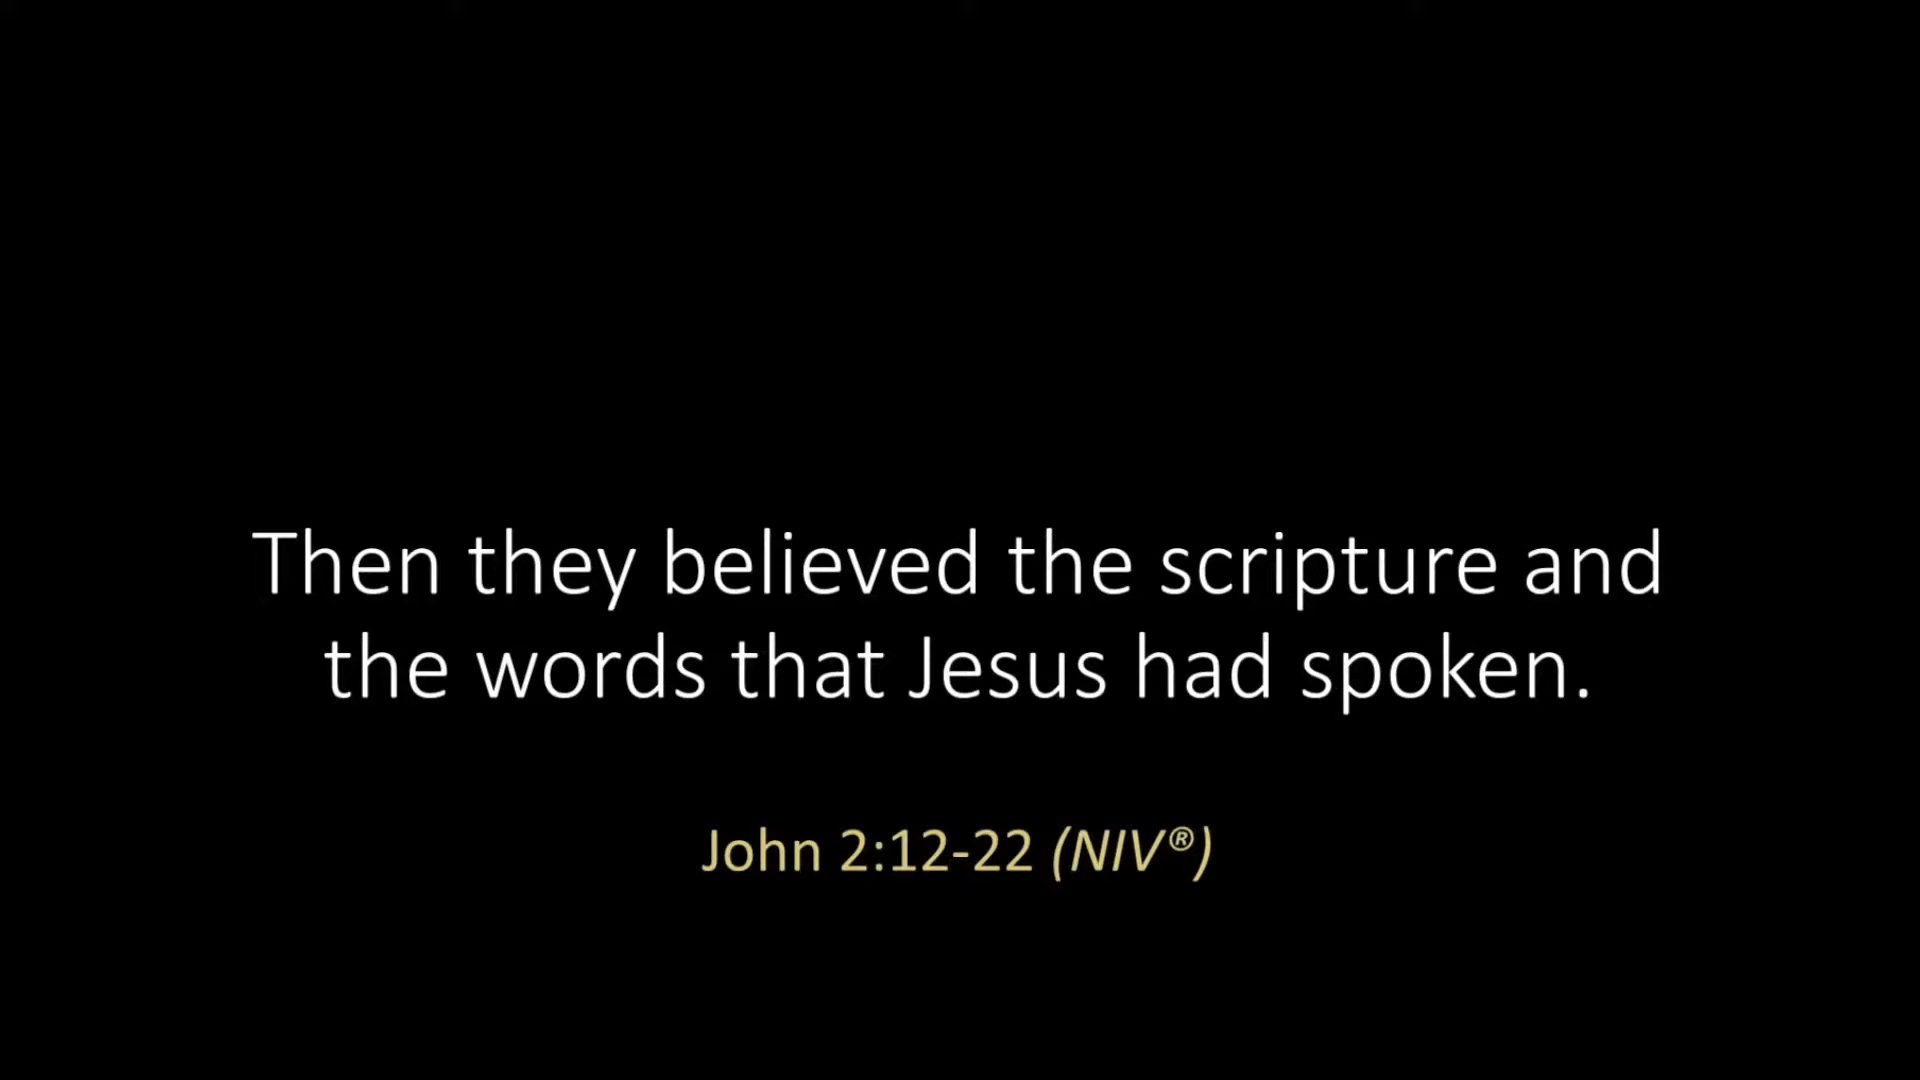 Then they believed the scripture and
the words that Jesus had spoken.
John 2:12-22 (NIV®)